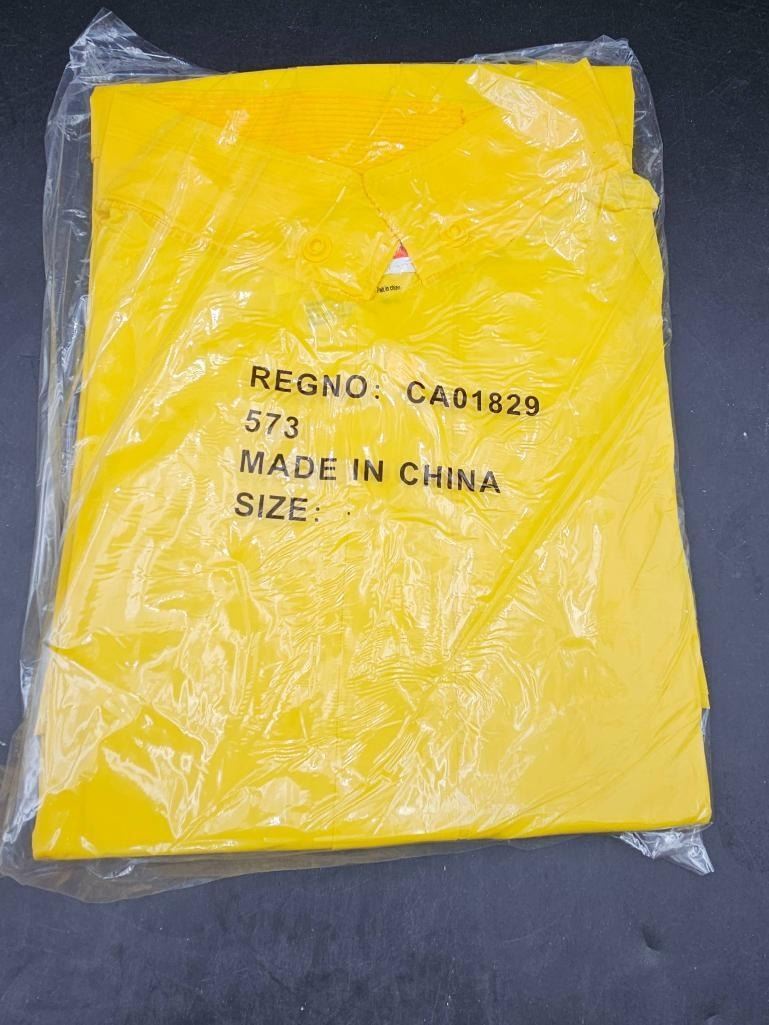 REGNO: CA01829
573
MADE IN CHINA
SIZE: